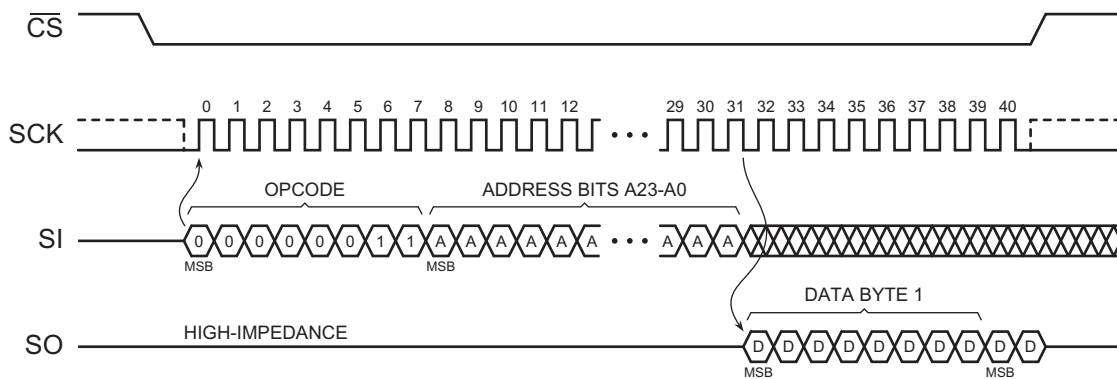 CS
0 1 2 3 4 5 6 7 8 9 10 11 12 29 30 31 32 33 34 35 36 37 38 39 40
SCK
OPCODE ADDRESS BITS A23-A0
SI 0 0 0 0 0 0 1 1 A A A A A A A A A
MSB MSB
DATA BYTE 1
HIGH-IMPEDANCE
SO D D D D D D D D D D
MSB MSB